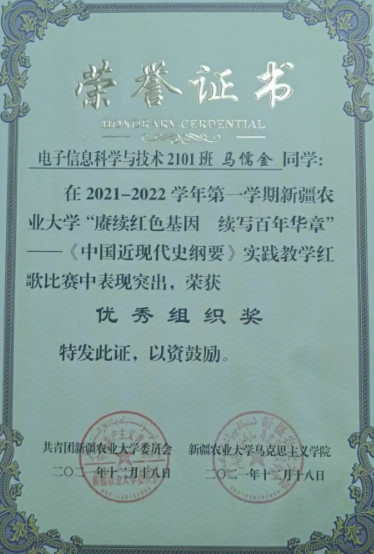 荣誉证书
HONORARY CERDENTIAL
电子信息科学与技术2101班 马儒金 同学:
在2021-2022学年第一学期新疆农
业大学“赓续红色基因 续写百年华章”
——《中国近现代史纲要》实践教学红
歌比赛中表现突出，荣获
优秀组织奖
特发此证，以资鼓励。
共青团新疆农业大学委员会 新疆农业大学马克思主义学院
二〇二一年十二月十八日 二〇二一年十二月十八日